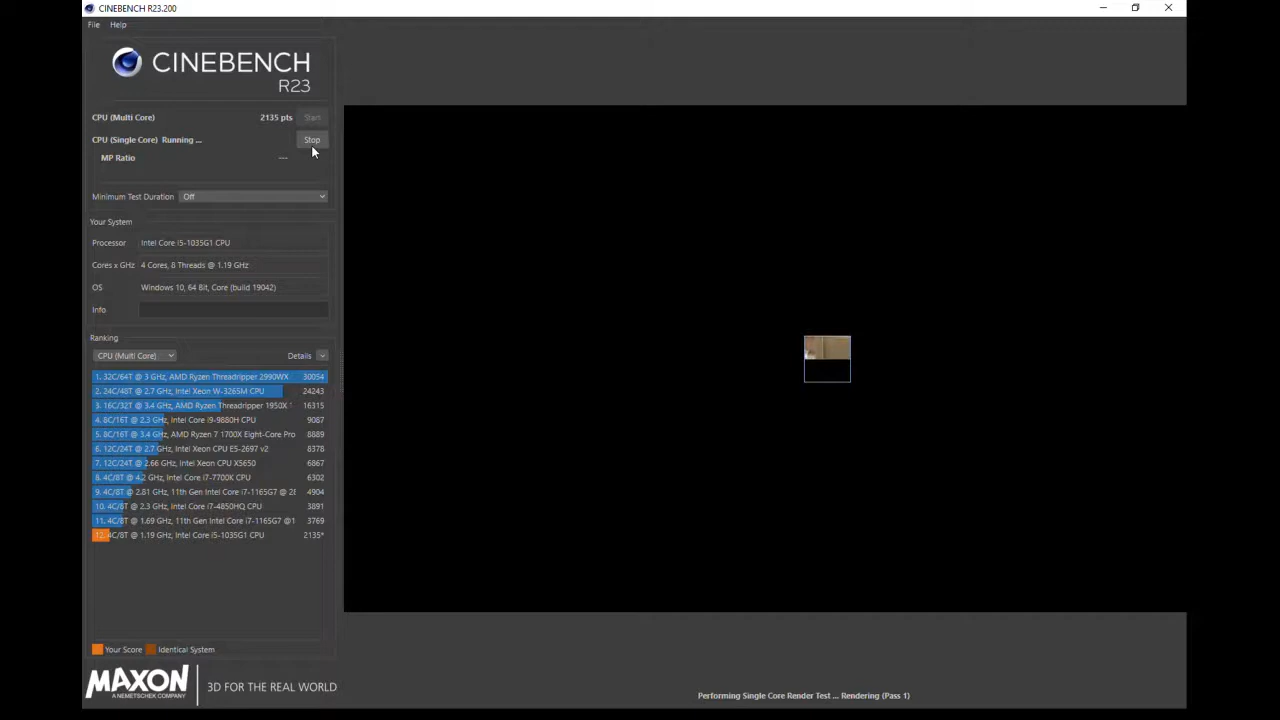 CINEBENCH R23.200
File Help
CINEBENCH
R23
CPU (Multi Core) 2135 pts Start
CPU (Single Core) Running ... Stop
MP Ratio ---
Minimum Test Duration Off
Your System
Processor Intel Core i5-1035G1 CPU
Cores x GHz 4 Cores, 8 Threads @ 1.19 GHz
OS Windows 10, 64 Bit, Core (build 19042)
Info
Ranking
CPU (Multi Core) Details
1. 32C/64T @ 3 GHz, AMD Ryzen Threadripper 2990WX 30054
2. 24C/48T @ 2.7 GHz, Intel Xeon W-3265M CPU 24243
3. 16C/32T @ 3.4 GHz, AMD Ryzen Threadripper 1950X 16315
4. 8C/16T @ 2.3 GHz, Intel Core i9-9880H CPU 9087
5. 8C/16T @ 3.4 GHz, AMD Ryzen 7 1700X Eight-Core Pro 8889
6. 12C/24T @ 2.7 GHz, Intel Xeon CPU E5-2697 v2 8378
7. 12C/24T @ 2.66 GHz, Intel Xeon CPU X5650 6867
8. 4C/8T @ 4.2 GHz, Intel Core i7-7700K CPU 6302
9. 4C/8T @ 2.81 GHz, 11th Gen Intel Core i7-1165G7 @ 28 4904
10. 4C/8T @ 2.3 GHz, Intel Core i7-4850HQ CPU 3891
11. 4C/8T @ 1.69 GHz, 11th Gen Intel Core i7-1165G7 @1 3769
12. 4C/8T @ 1.19 GHz, Intel Core i5-1035G1 CPU 2135*
Your Score Identical System
MAXON
A NEMETSCHEK COMPANY
3D FOR THE REAL WORLD
Performing Single Core Render Test ... Rendering (Pass 1)